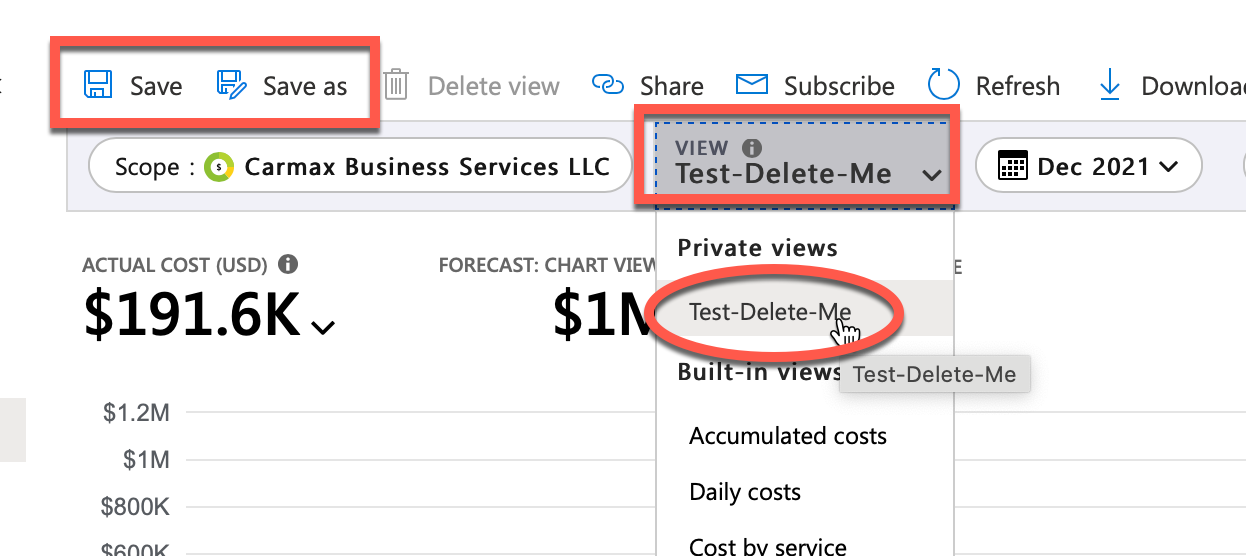 Save Save as Delete view Share Subscribe Refresh
Scope : Carmax Business Services LLC
VIEW
Test-Delete-Me
Dec 2021
Private views
ACTUAL COST (USD)
FORECAST: CHART VIEW
$191.6K
$1M
Test-Delete-Me
Built-in views
Test-Delete-Me
$1.2M
Accumulated costs
$1M
Daily costs
$800K
$600K
Cost by service